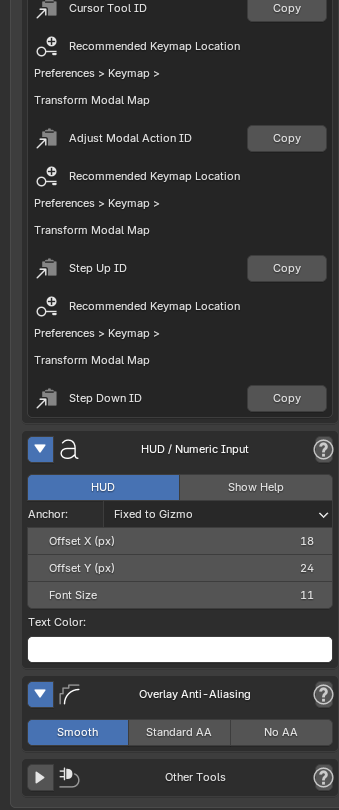 Cursor Tool ID Copy
Recommended Keymap Location
Preferences > Keymap >
Transform Modal Map
Adjust Modal Action ID Copy
Recommended Keymap Location
Preferences > Keymap >
Transform Modal Map
Step Up ID Copy
Recommended Keymap Location
Preferences > Keymap >
Transform Modal Map
Step Down ID Copy
a HUD / Numeric Input ?
HUD Show Help
Anchor: Fixed to Gizmo
Offset X (px) 18
Offset Y (px) 24
Font Size 11
Text Color:
Overlay Anti-Aliasing ?
Smooth Standard AA No AA
Other Tools ?